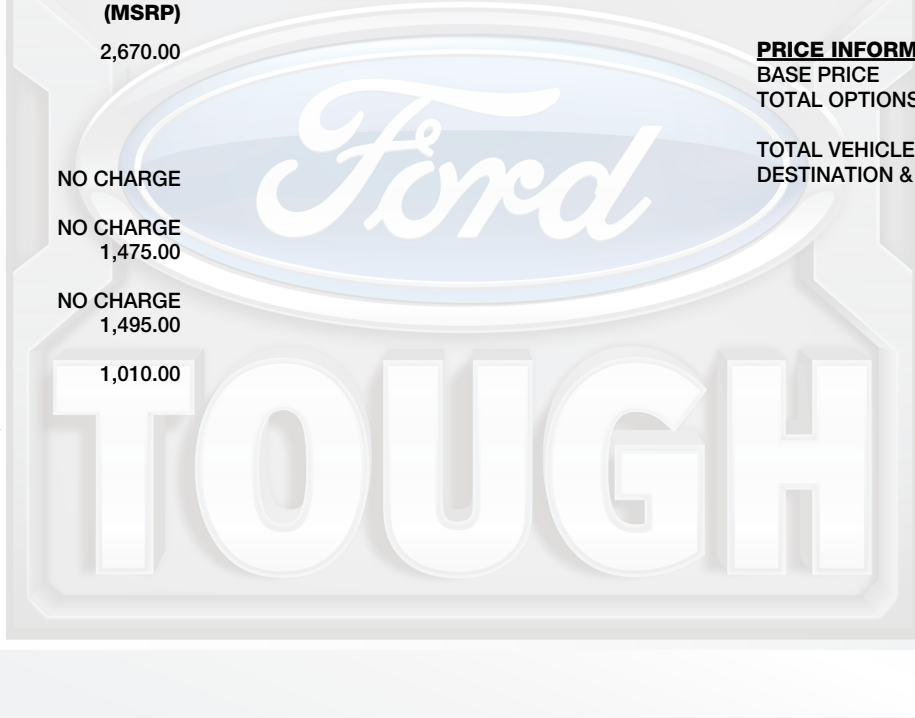 (MSRP)
2,670.00
NO CHARGE
NO CHARGE
1,475.00
NO CHARGE
1,495.00
1,010.00
PRICE INFORM
BASE PRICE
TOTAL OPTIONS
TOTAL VEHICLE
DESTINATION &
Ford
TOUGH